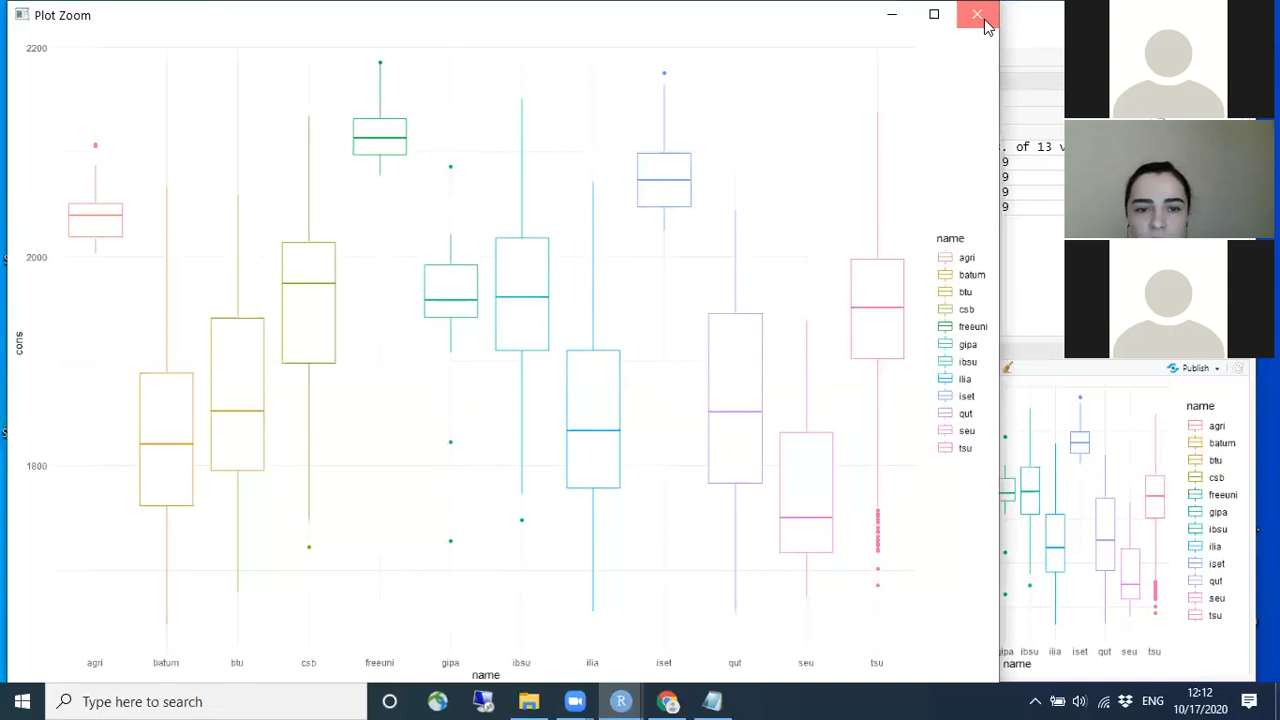 Plot Zoom
2200
2000
1800
cons
agri batum btu csb freeuni gipa ibsu ilia iset qut seu tsu
name
name
agri
batum
btu
csb
freeuni
gipa
ibsu
ilia
iset
qut
seu
tsu
. of 13 v
9
9
9
9
Publish
name
agri
batum
btu
csb
freeuni
gipa
ibsu
ilia
iset
qut
seu
tsu
gipa ibsu ilia iset qut seu tsu
name
Type here to search
ENG
12:12
10/17/2020